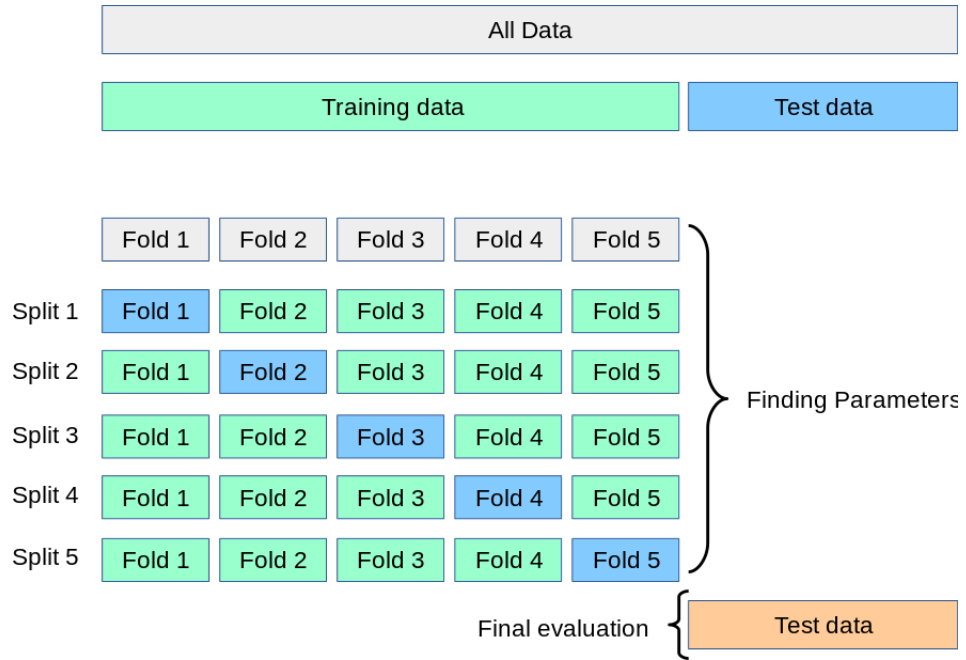 All Data
Training data Test data
Fold 1 Fold 2 Fold 3 Fold 4 Fold 5
Split 1 Fold 1 Fold 2 Fold 3 Fold 4 Fold 5
Split 2 Fold 1 Fold 2 Fold 3 Fold 4 Fold 5
Finding Parameters
Split 3 Fold 1 Fold 2 Fold 3 Fold 4 Fold 5
Split 4 Fold 1 Fold 2 Fold 3 Fold 4 Fold 5
Split 5 Fold 1 Fold 2 Fold 3 Fold 4 Fold 5
Final evaluation Test data